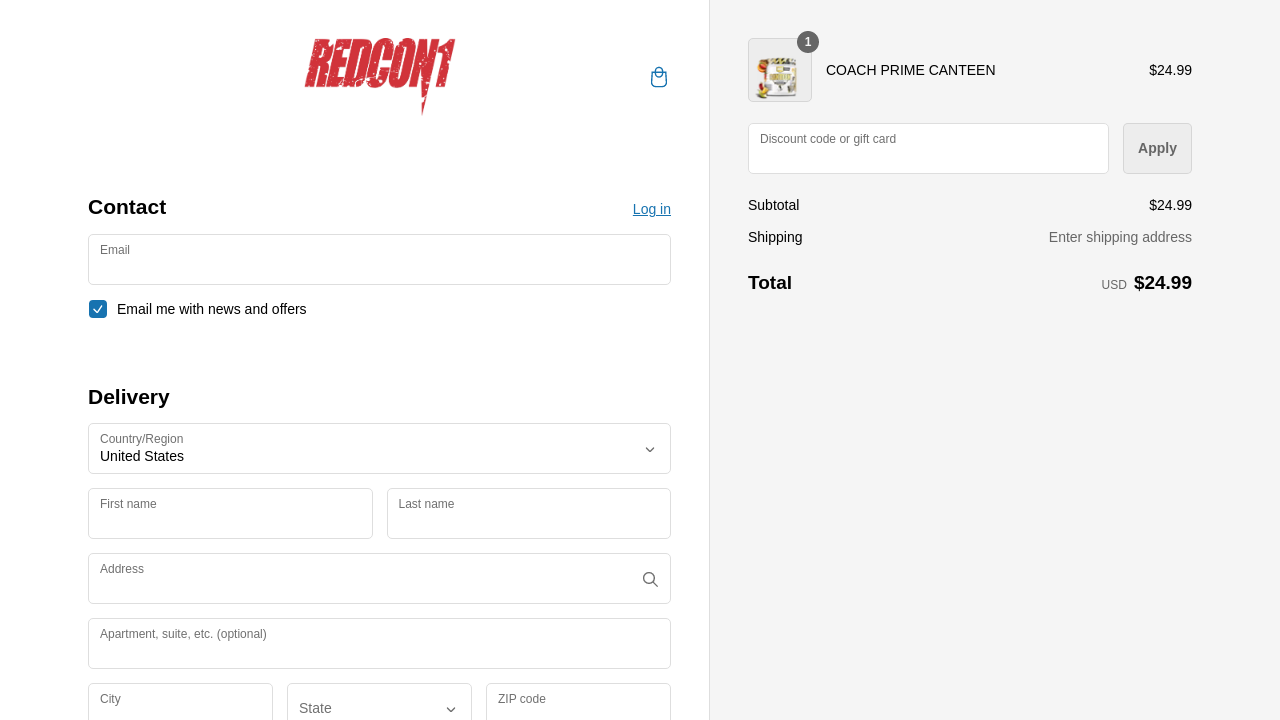 REDCON1
Contact
Log in
Email
Email me with news and offers
Delivery
Country/Region
United States
First name
Last name
Address
Apartment, suite, etc. (optional)
City
State
ZIP code
1
COACH PRIME CANTEEN
$24.99
Discount code or gift card
Apply
Subtotal
$24.99
Shipping
Enter shipping address
Total
USD $24.99